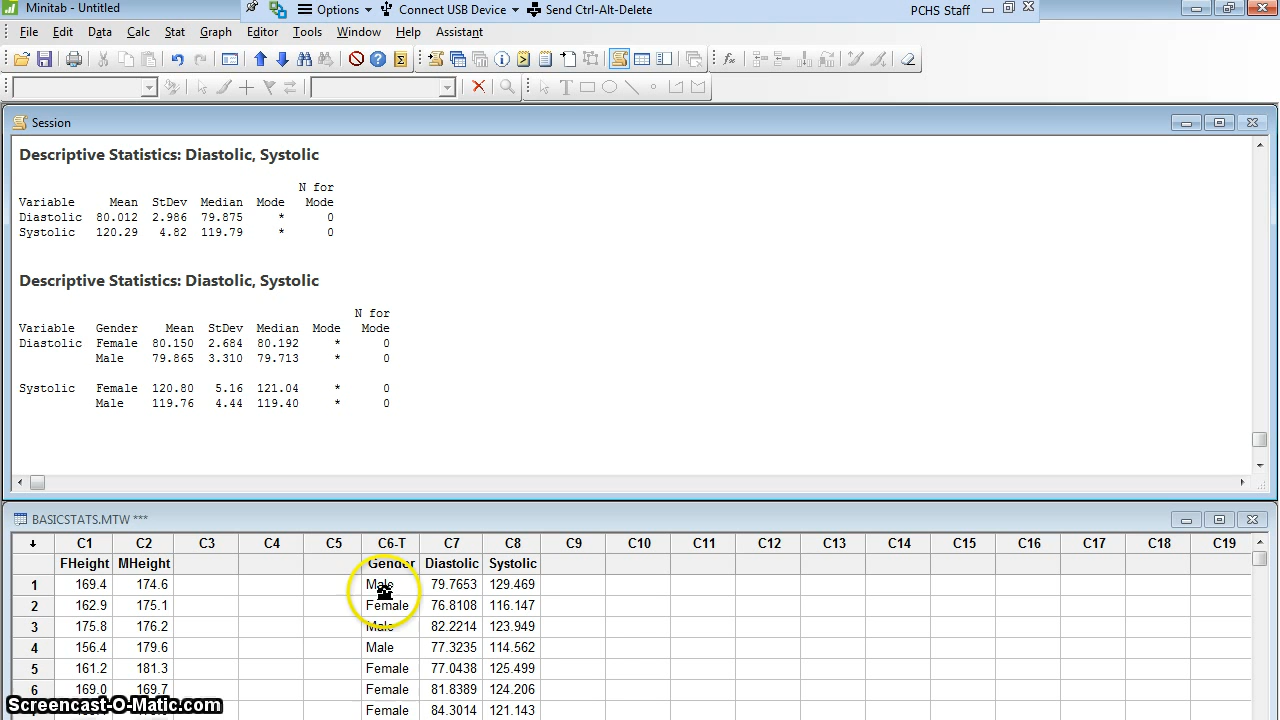 Minitab - Untitled
Options Connect USB Device Send Ctrl-Alt-Delete PCHS Staff
File Edit Data Calc Stat Graph Editor Tools Window Help Assistant
Session
Descriptive Statistics: Diastolic, Systolic
N for
Variable Mean StDev Median Mode Mode
Diastolic 80.012 2.986 79.875 * 0
Systolic 120.29 4.82 119.79 * 0
Descriptive Statistics: Diastolic, Systolic
N for
Variable Gender Mean StDev Median Mode Mode
Diastolic Female 80.150 2.684 80.192 * 0
Male 79.865 3.310 79.713 * 0
Systolic Female 120.80 5.16 121.04 * 0
Male 119.76 4.44 119.40 * 0
BASICSTATS.MTW ***
C1 C2 C3 C4 C5 C6-T C7 C8 C9 C10 C11 C12 C13 C14 C15 C16 C17 C18 C19
FHeight MHeight Gender Diastolic Systolic
1 169.4 174.6 Male 79.7653 129.469
2 162.9 175.1 Female 76.8108 116.147
3 175.8 176.2 Male 82.2214 123.949
4 156.4 179.6 Male 77.3235 114.562
5 161.2 181.3 Female 77.0438 125.499
6 169.0 169.7 Female 81.8389 124.206
Female 84.3014 121.143
Screencast-O-Matic.com